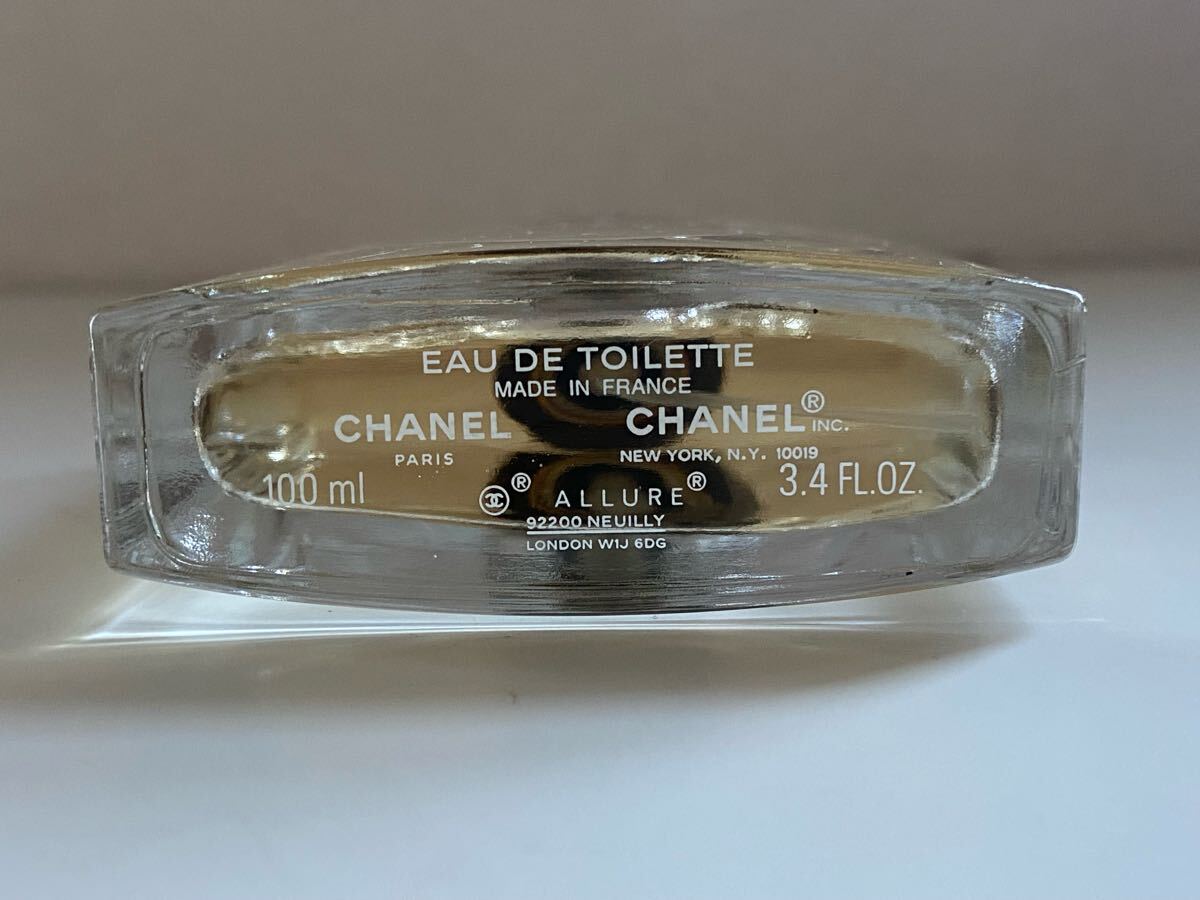 EAU DE TOILETTE
MADE IN FRANCE
CHANEL CHANEL® INC.
PARIS NEW YORK, N.Y. 10019
100 ml ® ALLURE® 3.4 FL.OZ.
92200 NEUILLY
LONDON W1J 6DG